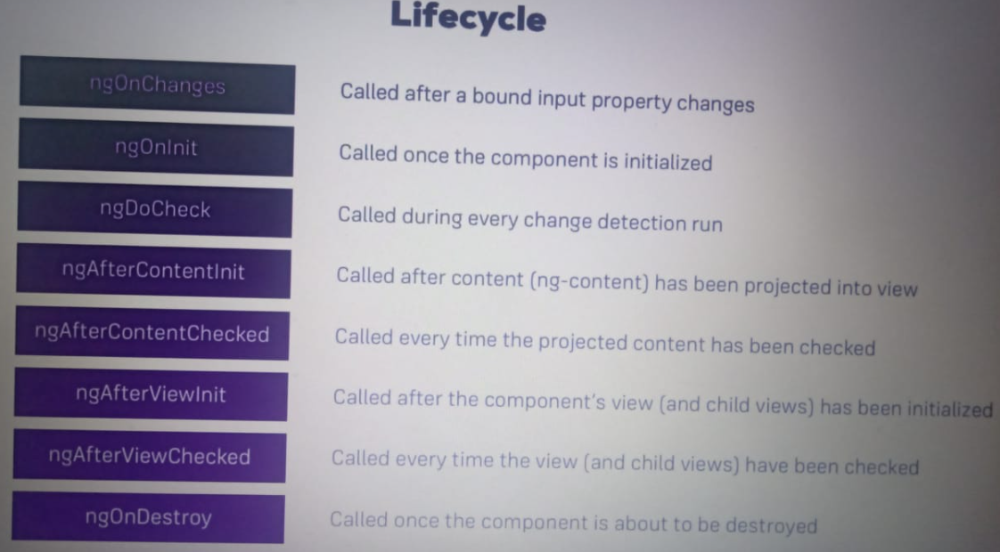 Lifecycle
ngOnChanges Called after a bound input property changes
ngOnInit Called once the component is initialized
ngDoCheck Called during every change detection run
ngAfterContentInit Called after content (ng-content) has been projected into view
ngAfterContentChecked Called every time the projected content has been checked
ngAfterViewInit Called after the component's view (and child views) has been initialized
ngAfterViewChecked Called every time the view (and child views) have been checked
ngOnDestroy Called once the component is about to be destroyed